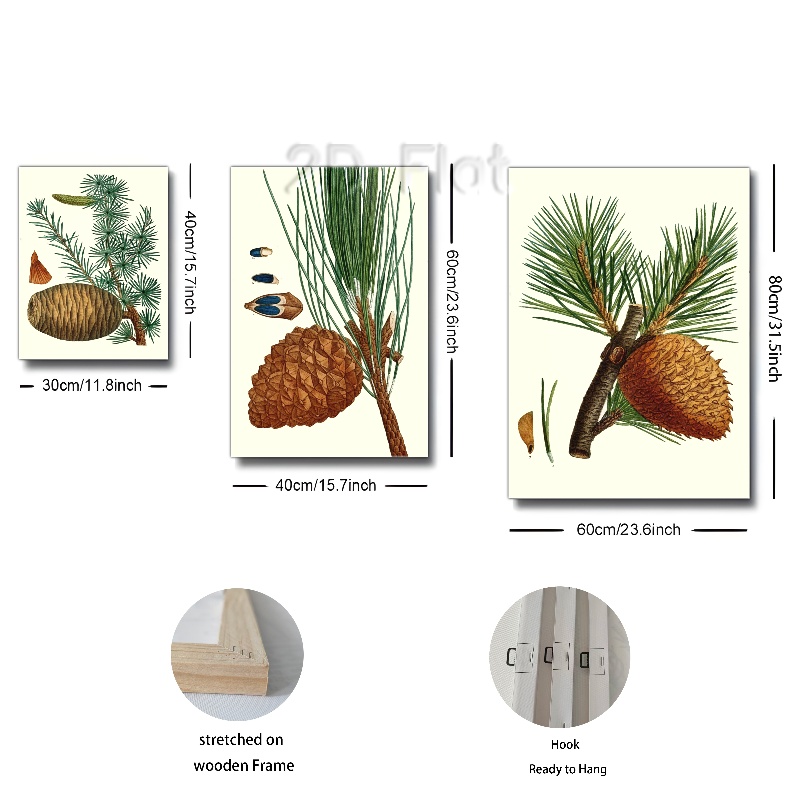 2D Flat
40cm/15.7inch
30cm/11.8inch
60cm/23.6inch
40cm/15.7inch
80cm/31.5inch
60cm/23.6inch
stretched on
wooden Frame
Hook
Ready to Hang